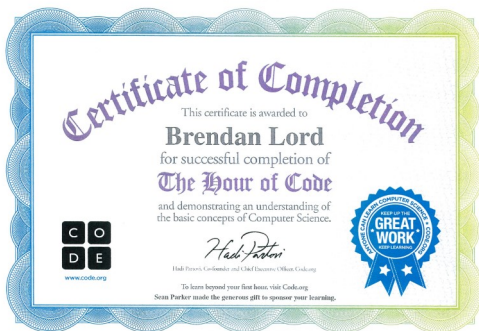 Certificate of Completion
This certificate is awarded to
Brendan Lord
for successful completion of
The Hour of Code
and demonstrating an understanding of
the basic concepts of Computer Science.
Hadi Partovi
Hadi Partovi, Co-founder and Chief Executive Officer, Code.org
To learn beyond your first hour, visit Code.org
Sean Parker made the generous gift to sponsor your learning.
C O
D E
www.code.org
ANYONE CAN LEARN COMPUTER SCIENCE • CODE.ORG
KEEP UP THE
GREAT
WORK
KEEP LEARNING